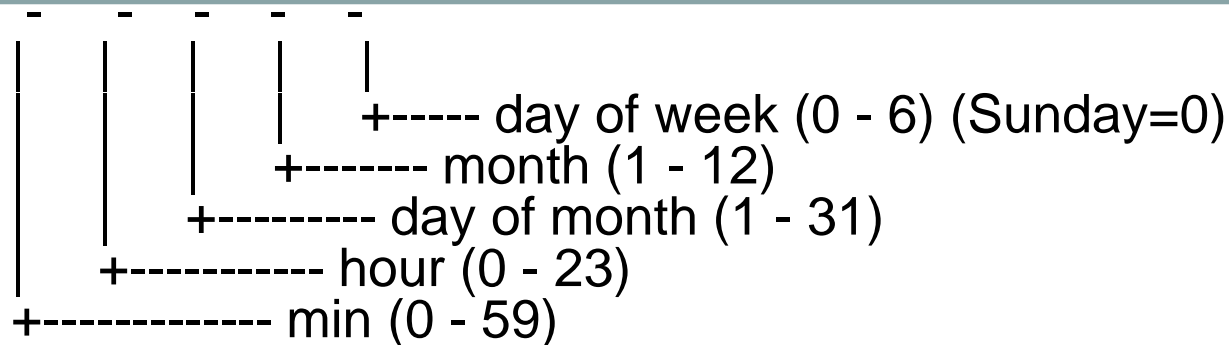 - - - - -
| | | | |
| | | | +----- day of week (0 - 6) (Sunday=0)
| | | +------- month (1 - 12)
| | +--------- day of month (1 - 31)
| +----------- hour (0 - 23)
+------------- min (0 - 59)